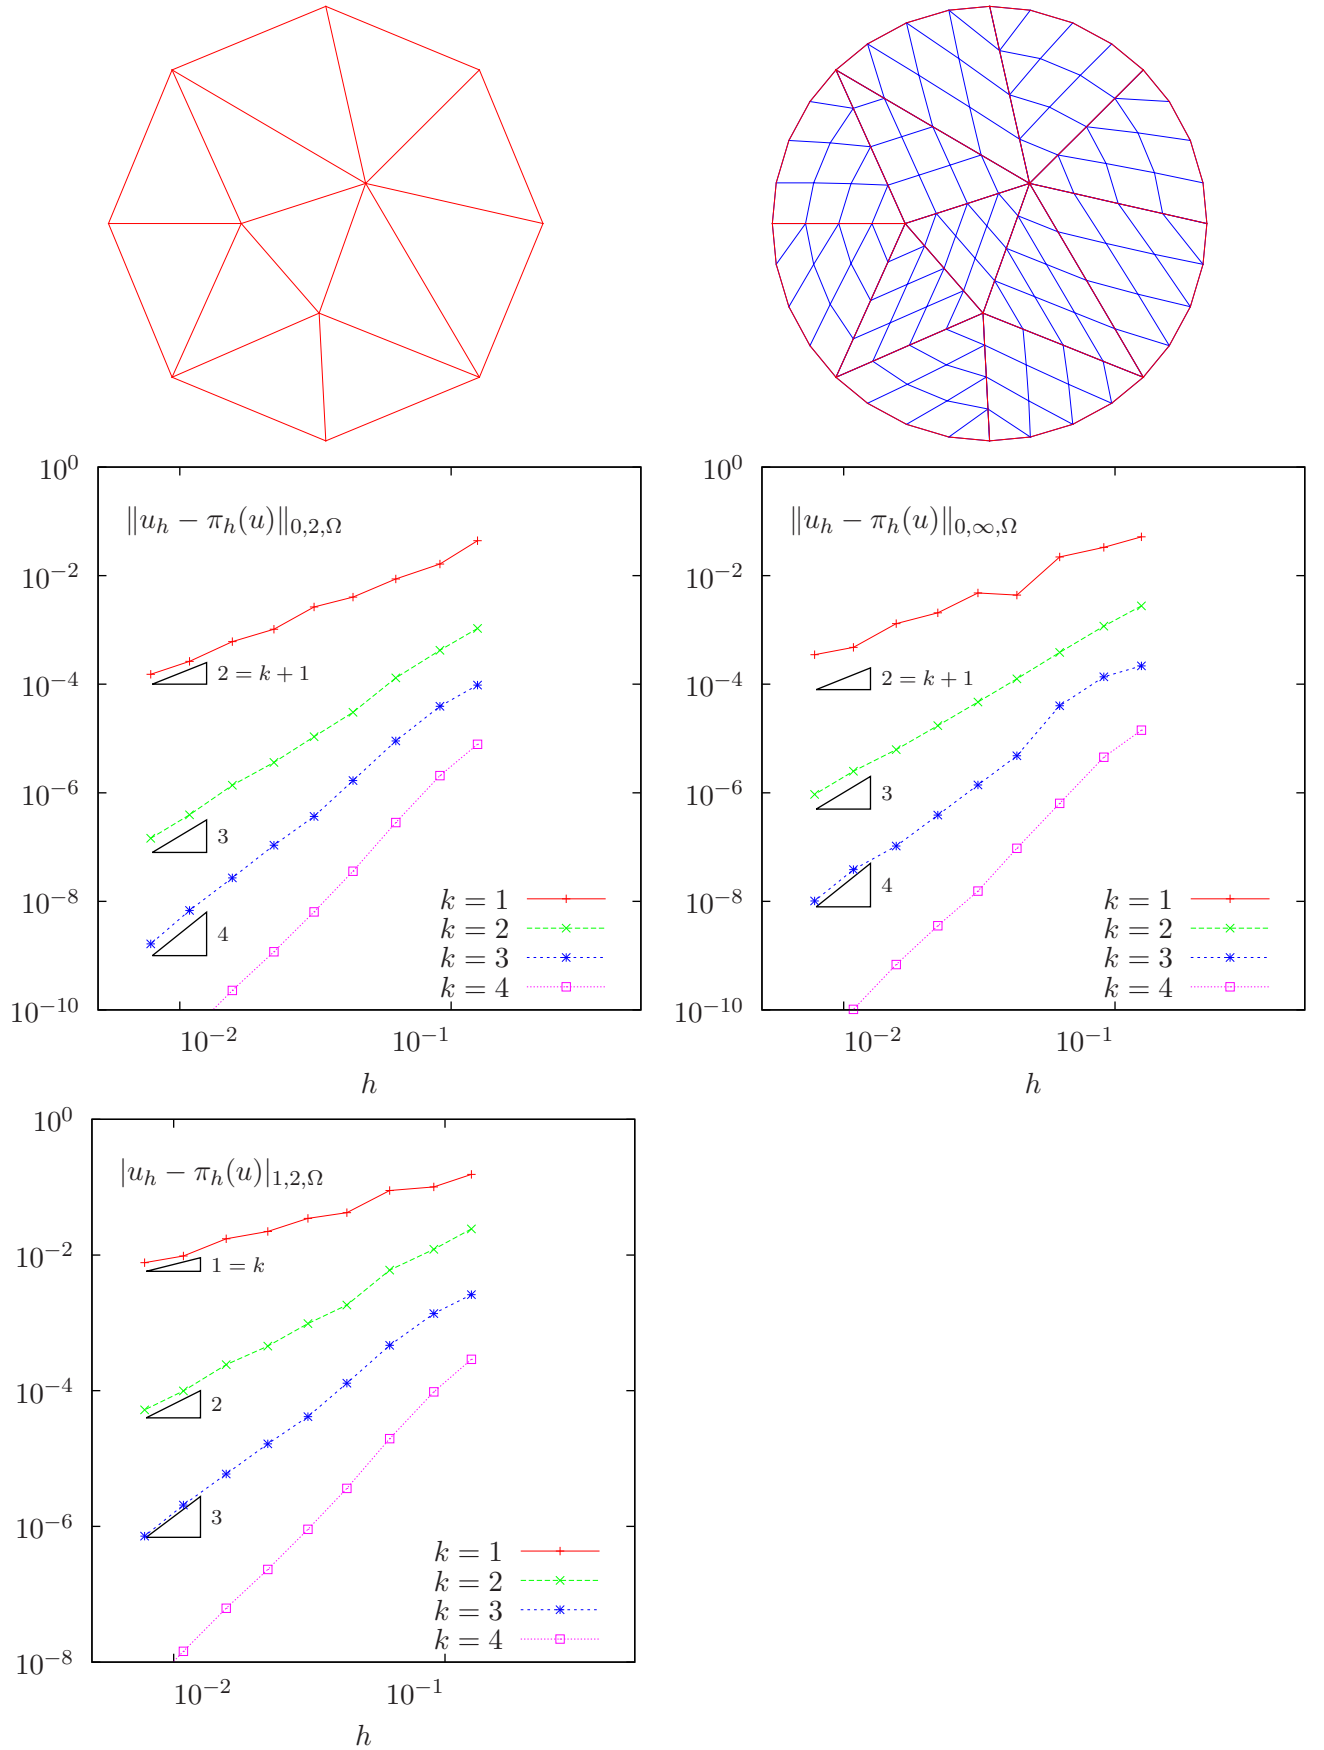 10^0
10^{-2}
10^{-4}
10^{-6}
10^{-8}
10^{-10}
‖u_h − π_h(u)‖_{0,2,Ω}
2 = k + 1
3
4
k = 1
k = 2
k = 3
k = 4
10^{-2} 10^{-1}
h
10^0
10^{-2}
10^{-4}
10^{-6}
10^{-8}
10^{-10}
‖u_h − π_h(u)‖_{0,∞,Ω}
2 = k + 1
3
4
k = 1
k = 2
k = 3
k = 4
10^{-2} 10^{-1}
h
10^0
10^{-2}
10^{-4}
10^{-6}
10^{-8}
|u_h − π_h(u)|_{1,2,Ω}
1 = k
2
3
k = 1
k = 2
k = 3
k = 4
10^{-2} 10^{-1}
h